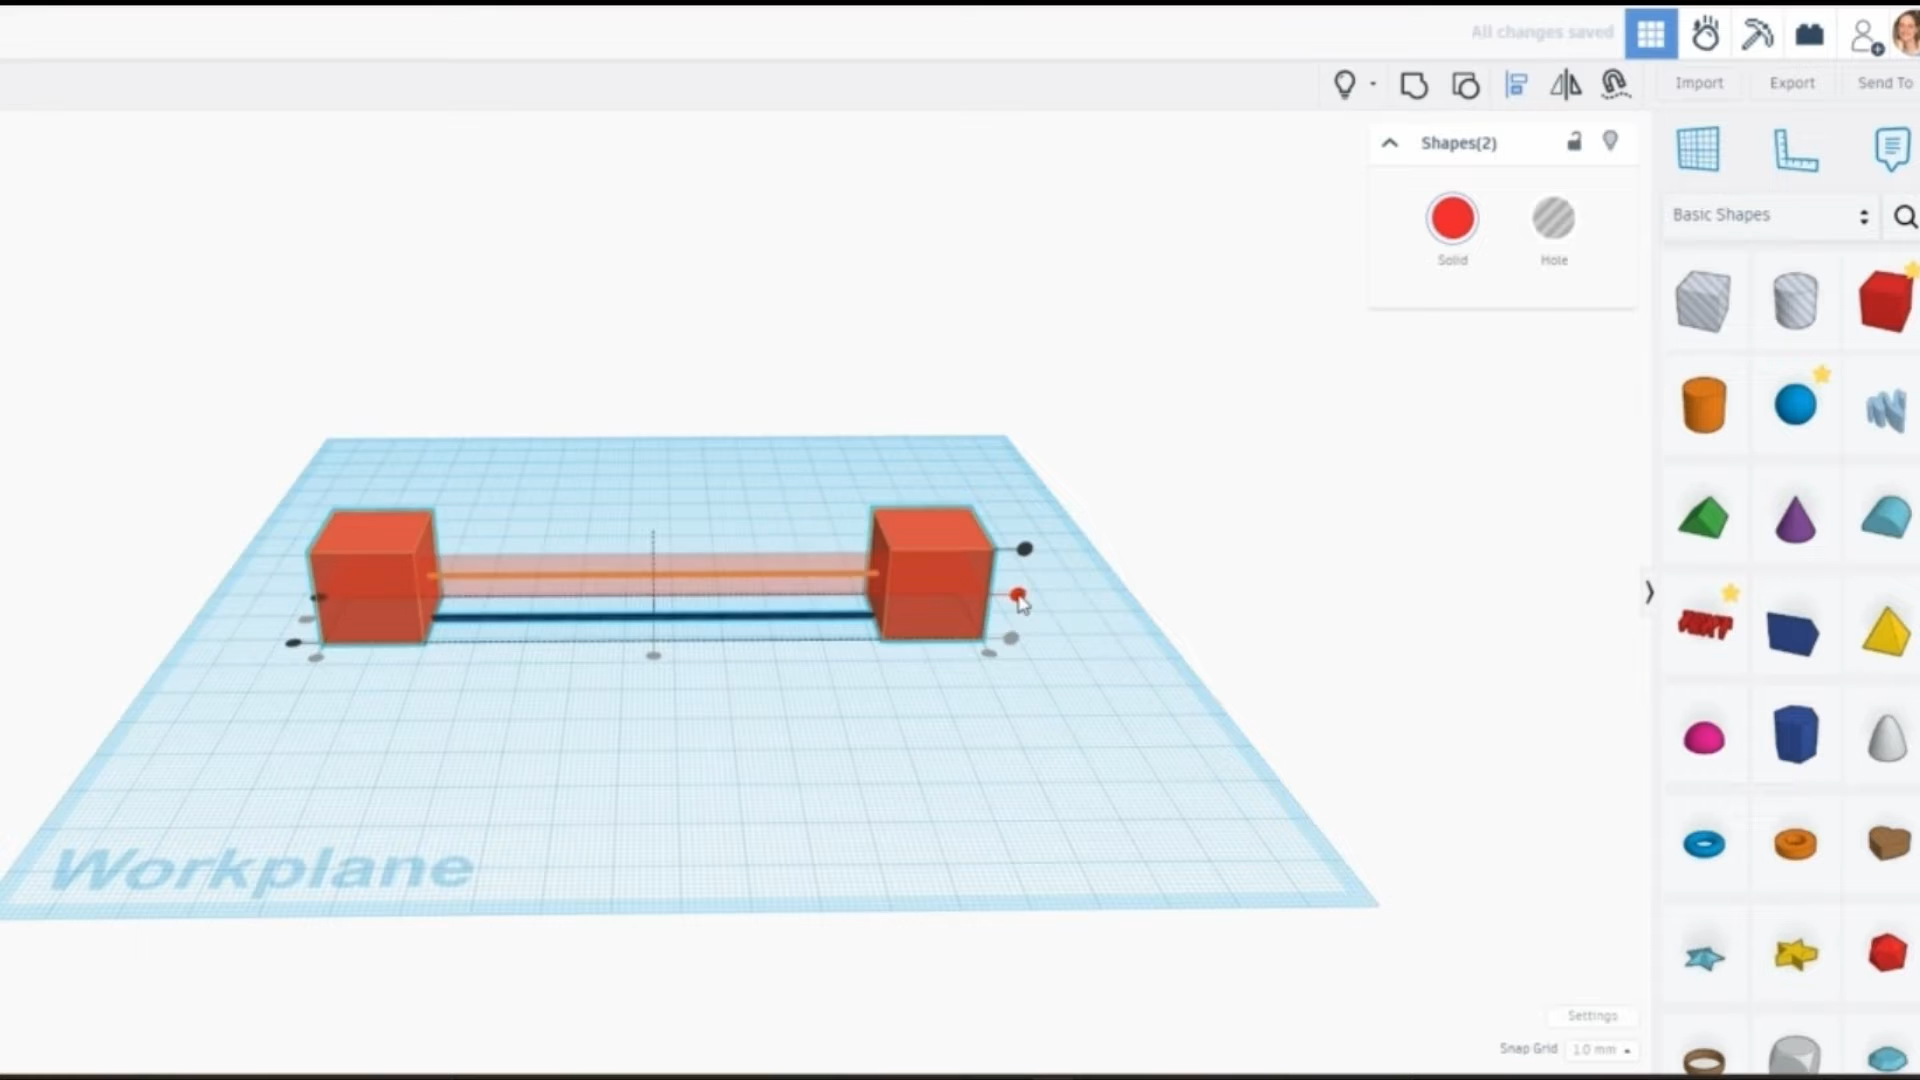 All changes saved
Import
Export
Send To
Shapes(2)
Solid
Hole
Basic Shapes
Workplane
Settings
Snap Grid
1.0 mm